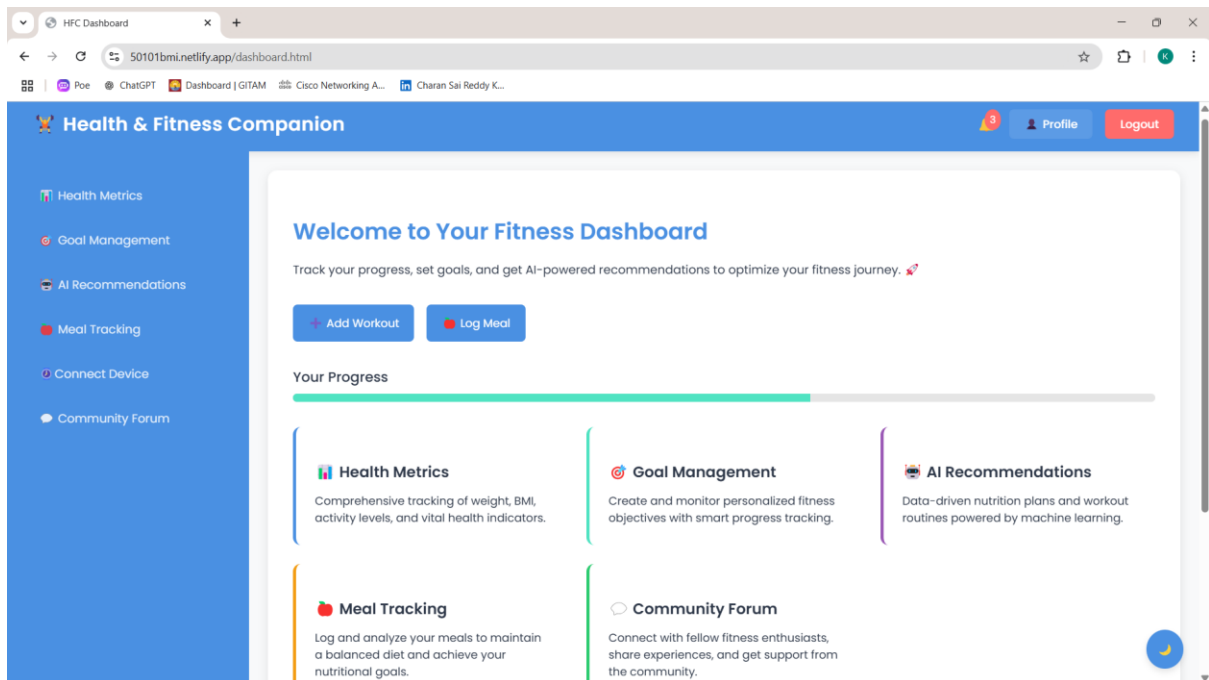 HFC Dashboard
50101bmi.netlify.app/dashboard.html
K
Poe
ChatGPT
Dashboard | GITAM
Cisco Networking A...
Charan Sai Reddy K...
Health & Fitness Companion
3
Profile
Logout
Health Metrics
Goal Management
AI Recommendations
Meal Tracking
Connect Device
Community Forum
Welcome to Your Fitness Dashboard
Track your progress, set goals, and get AI-powered recommendations to optimize your fitness journey. 🚀
Add Workout
Log Meal
Your Progress
Health Metrics
Comprehensive tracking of weight, BMI,
activity levels, and vital health indicators.
Goal Management
Create and monitor personalized fitness
objectives with smart progress tracking.
AI Recommendations
Data-driven nutrition plans and workout
routines powered by machine learning.
Meal Tracking
Log and analyze your meals to maintain
a balanced diet and achieve your
nutritional goals.
Community Forum
Connect with fellow fitness enthusiasts,
share experiences, and get support from
the community.